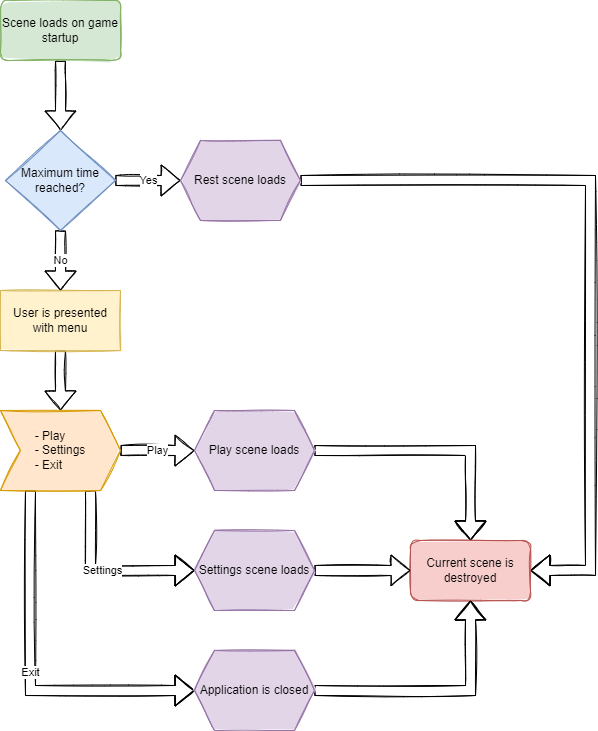 Scene loads on game
startup
Maximum time
reached?
Yes
Rest scene loads
No
User is presented
with menu
- Play
- Settings
- Exit
Play
Play scene loads
Settings
Settings scene loads
Current scene is
destroyed
Exit
Application is closed